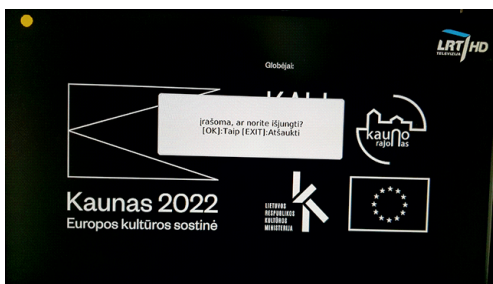 LRT HD
TELEVIZIJA
Globėjai:
įrašoma, ar norite išjungti?
[OK]:Taip [EXIT]:Atšaukti
kauno
rajonas
Kaunas 2022
Europos kultūros sostinė
LIETUVOS
RESPUBLIKOS
KULTŪROS
MINISTERIJA